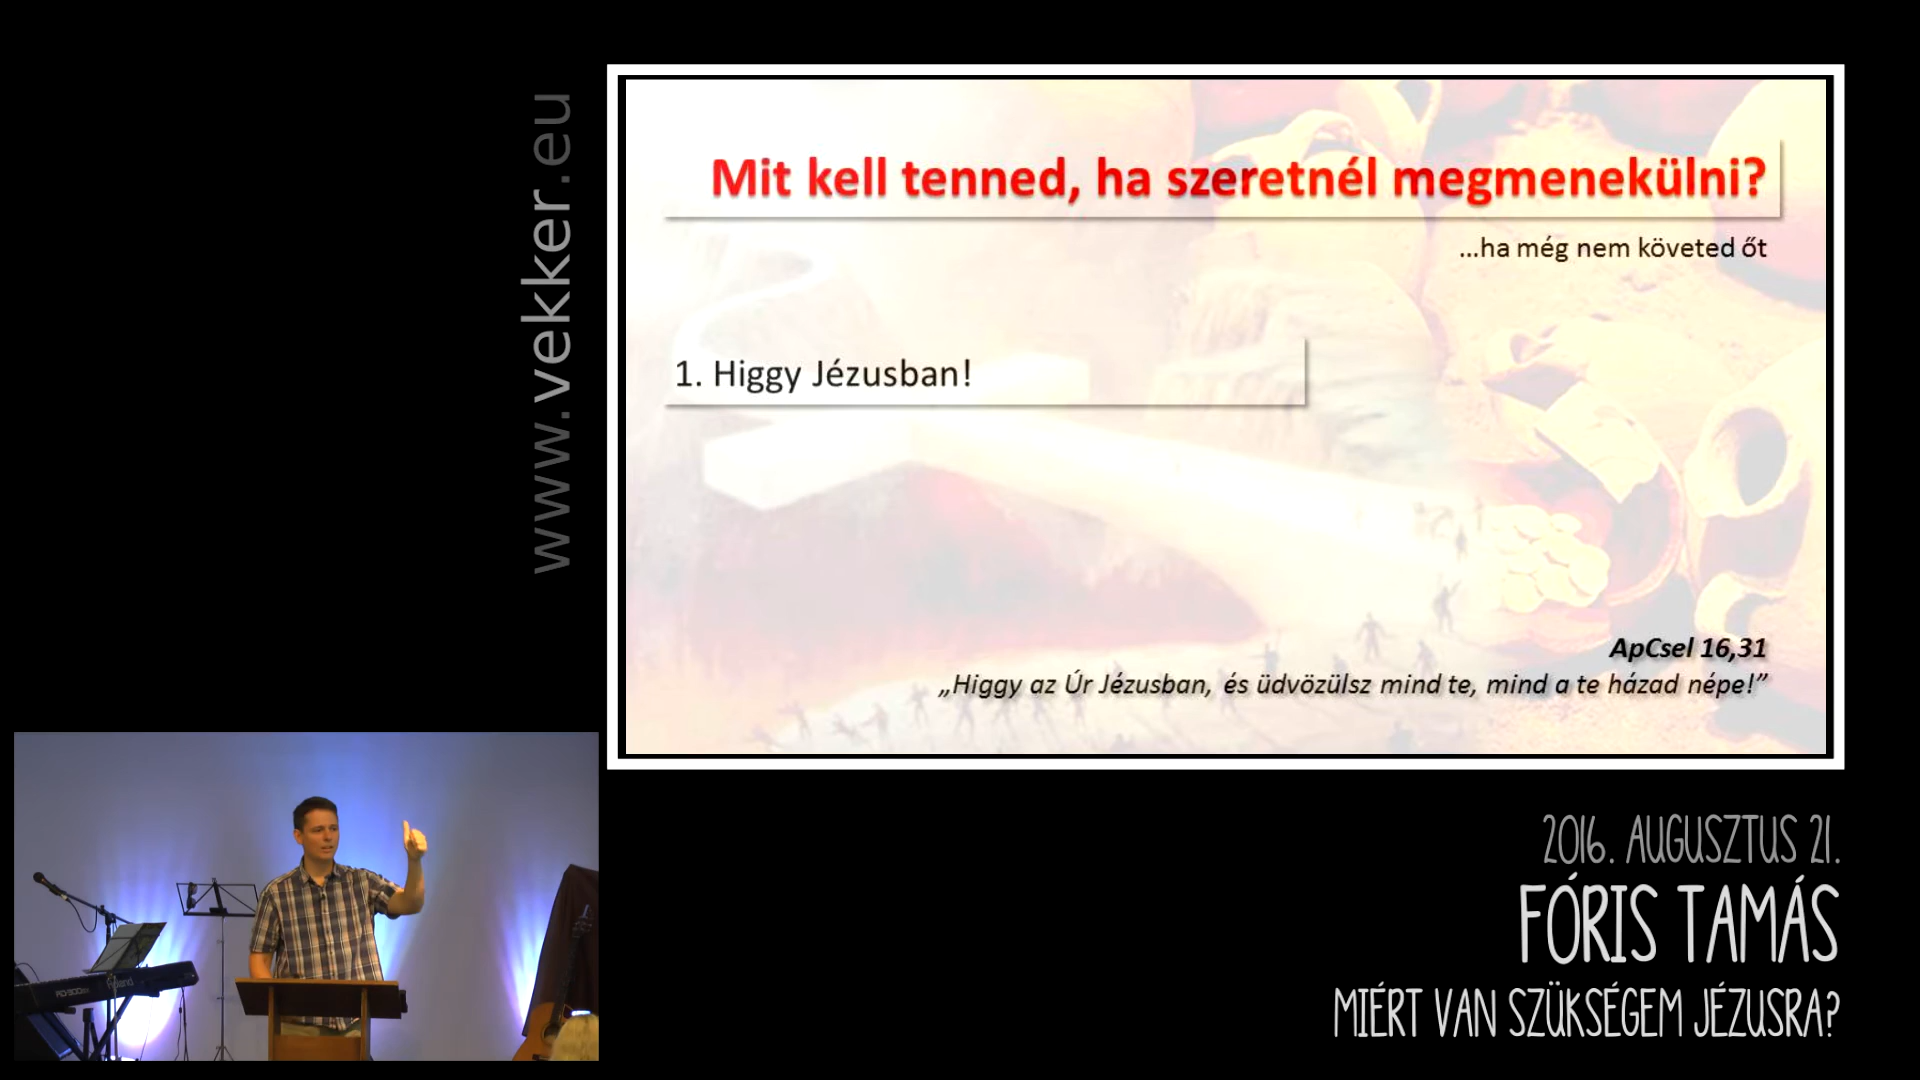 www.vekker.eu
Mit kell tenned, ha szeretnél megmenekülni?
...ha még nem követed őt
1. Higgy Jézusban!
ApCsel 16,31
„Higgy az Úr Jézusban, és üdvözülsz mind te, mind a te házad népe!”
Roland
2016. AUGUSZTUS 21.
FÓRIS TAMÁS
MIÉRT VAN SZÜKSÉGEM JÉZUSRA?